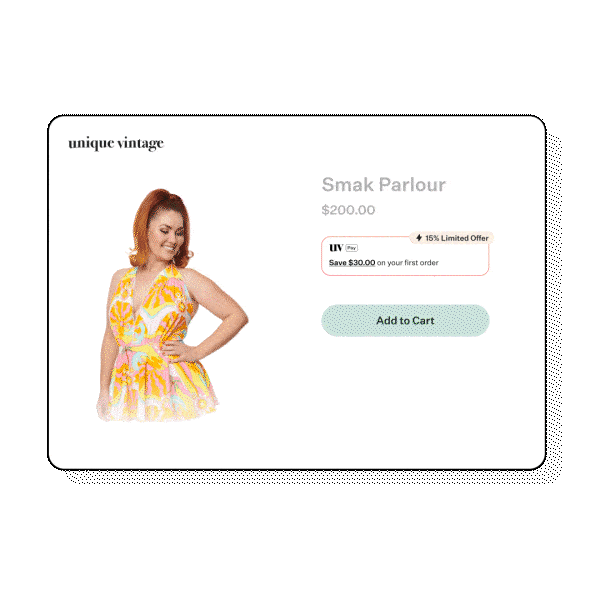 unique vintage
Smak Parlour
$200.00
15% Limited Offer
uv Pay
Save $30.00 on your first order
Add to Cart